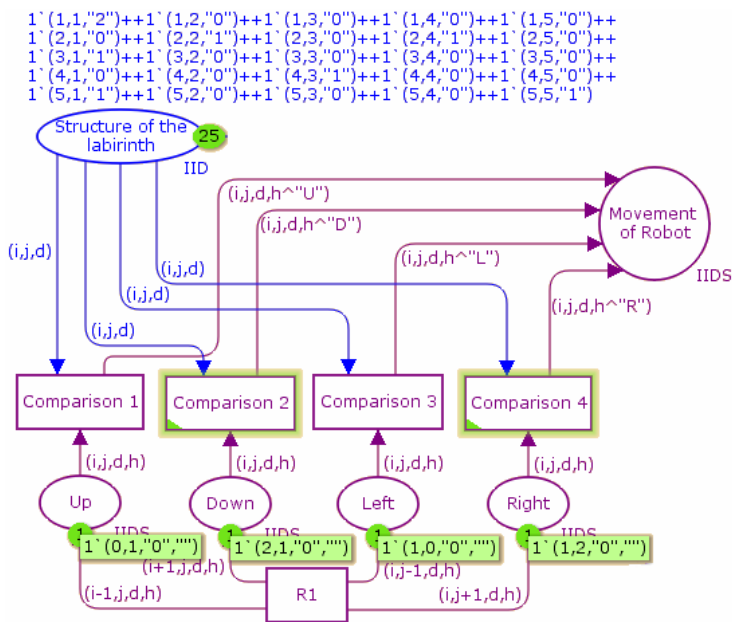 1`(1,1,"2")++1`(1,2,"0")++1`(1,3,"0")++1`(1,4,"0")++1`(1,5,"0")++
1`(2,1,"0")++1`(2,2,"1")++1`(2,3,"0")++1`(2,4,"1")++1`(2,5,"0")++
1`(3,1,"1")++1`(3,2,"0")++1`(3,3,"0")++1`(3,4,"0")++1`(3,5,"0")++
1`(4,1,"0")++1`(4,2,"0")++1`(4,3,"1")++1`(4,4,"0")++1`(4,5,"0")++
1`(5,1,"1")++1`(5,2,"0")++1`(5,3,"0")++1`(5,4,"0")++1`(5,5,"1")
Structure of the
labirinth
25
IID
(i,j,d,h^"U")
(i,j,d,h^"D")
(i,j,d,h^"L")
(i,j,d,h^"R")
Movement
of Robot
IIDS
(i,j,d)
(i,j,d)
(i,j,d)
(i,j,d)
Comparison 1
Comparison 2
Comparison 3
Comparison 4
(i,j,d,h)
(i,j,d,h)
(i,j,d,h)
(i,j,d,h)
Up
Down
Left
Right
1
IIDS
1
IIDS
1
IIDS
1
IIDS
1`(0,1,"0","")
1`(2,1,"0","")
1`(1,0,"0","")
1`(1,2,"0","")
(i+1,j,d,h)
(i,j-1,d,h)
(i-1,j,d,h)
R1
(i,j+1,d,h)